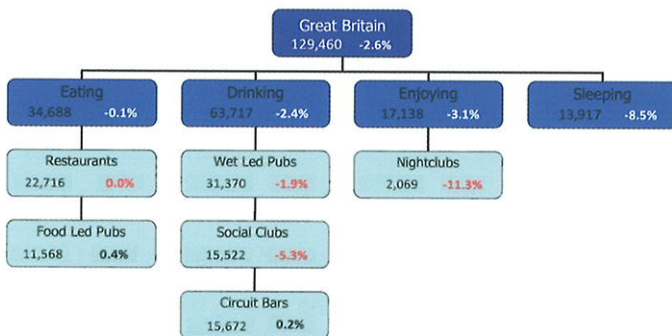 Great Britain
129,460 -2.6%
Eating
34,688 -0.1%
Drinking
63,717 -2.4%
Enjoying
17,138 -3.1%
Sleeping
13,917 -8.5%
Restaurants
22,716 0.0%
Wet Led Pubs
31,370 -1.9%
Nightclubs
2,069 -11.3%
Food Led Pubs
11,568 0.4%
Social Clubs
15,522 -5.3%
Circuit Bars
15,672 0.2%